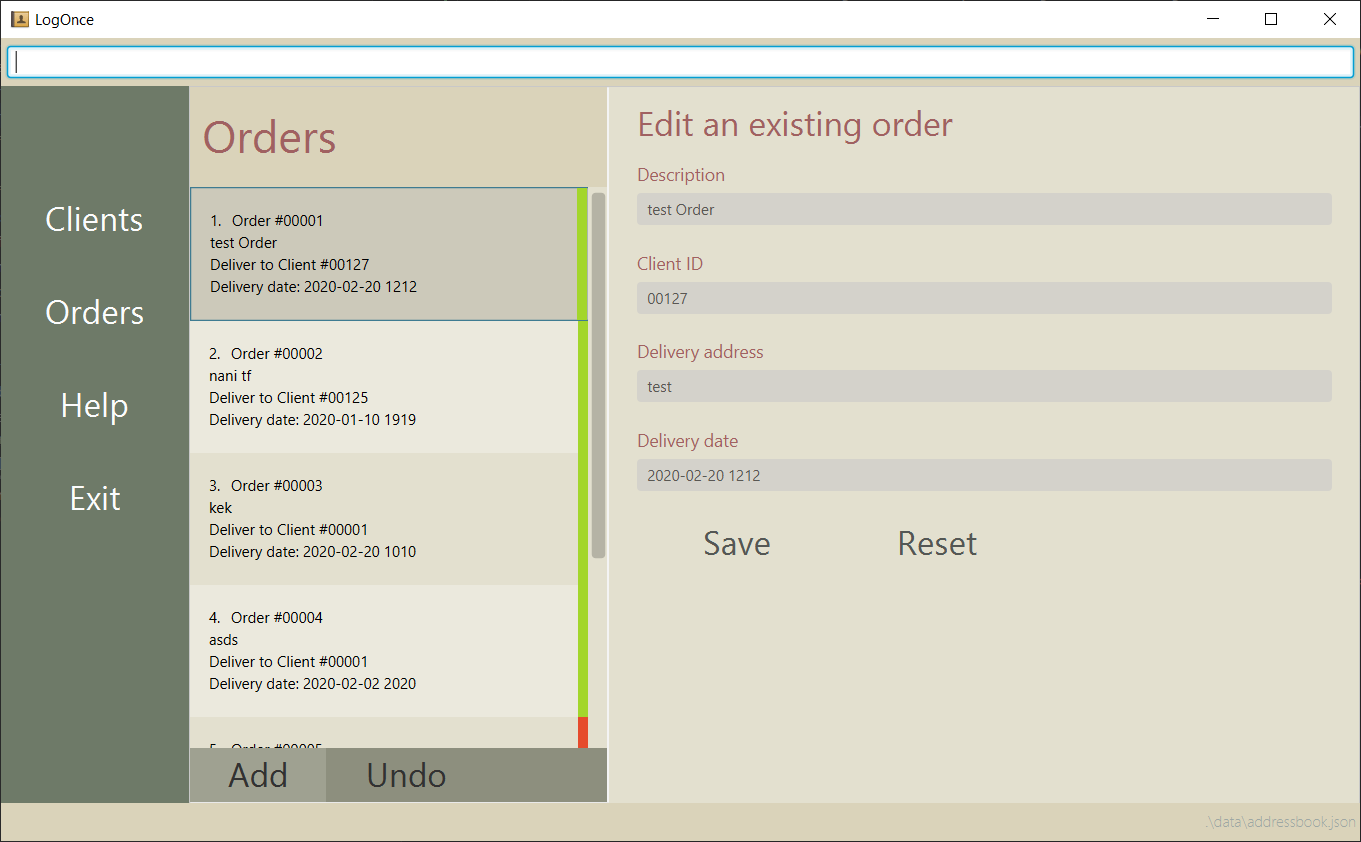 LogOnce
Clients
Orders
Help
Exit
Orders
1. Order #00001
test Order
Deliver to Client #00127
Delivery date: 2020-02-20 1212
2. Order #00002
nani tf
Deliver to Client #00125
Delivery date: 2020-01-10 1919
3. Order #00003
kek
Deliver to Client #00001
Delivery date: 2020-02-20 1010
4. Order #00004
asds
Deliver to Client #00001
Delivery date: 2020-02-02 2020
5. Order #00005
Add Undo
Edit an existing order
Description
test Order
Client ID
00127
Delivery address
test
Delivery date
2020-02-20 1212
Save Reset
.\data\addressbook.json